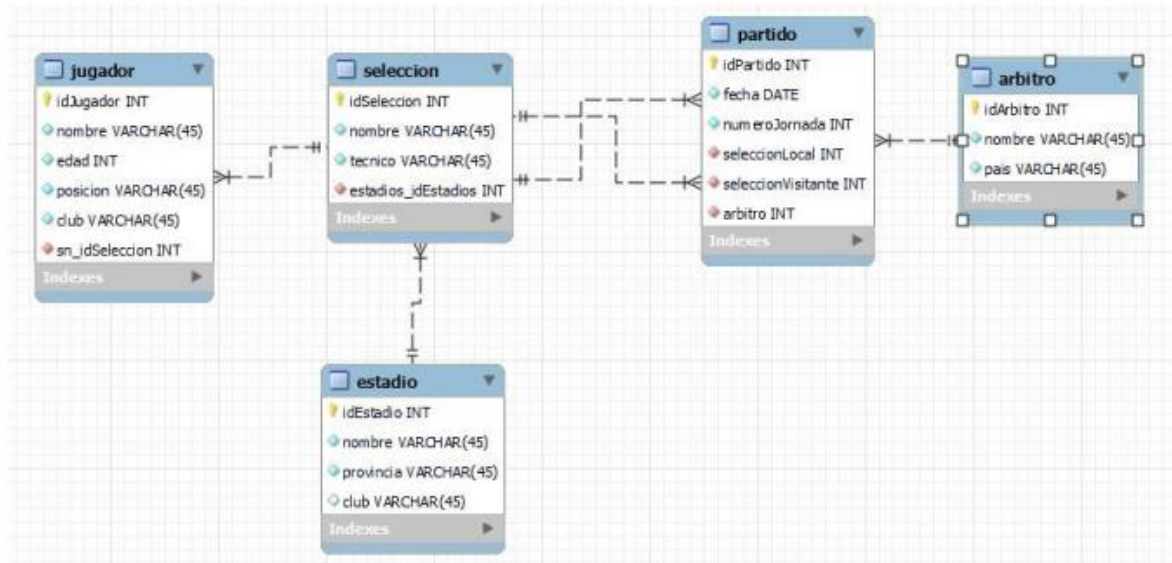 jugador
idJugador INT
nombre VARCHAR(45)
edad INT
posicion VARCHAR(45)
club VARCHAR(45)
sn_idSeleccion INT
Indexes
seleccion
idSeleccion INT
nombre VARCHAR(45)
tecnico VARCHAR(45)
estadios_idEstadios INT
Indexes
partido
idPartido INT
fecha DATE
numeroJornada INT
seleccionLocal INT
seleccionVisitante INT
arbitro INT
Indexes
arbitro
idArbitro INT
nombre VARCHAR(45)
pais VARCHAR(45)
Indexes
estadio
idEstadio INT
nombre VARCHAR(45)
provincia VARCHAR(45)
club VARCHAR(45)
Indexes